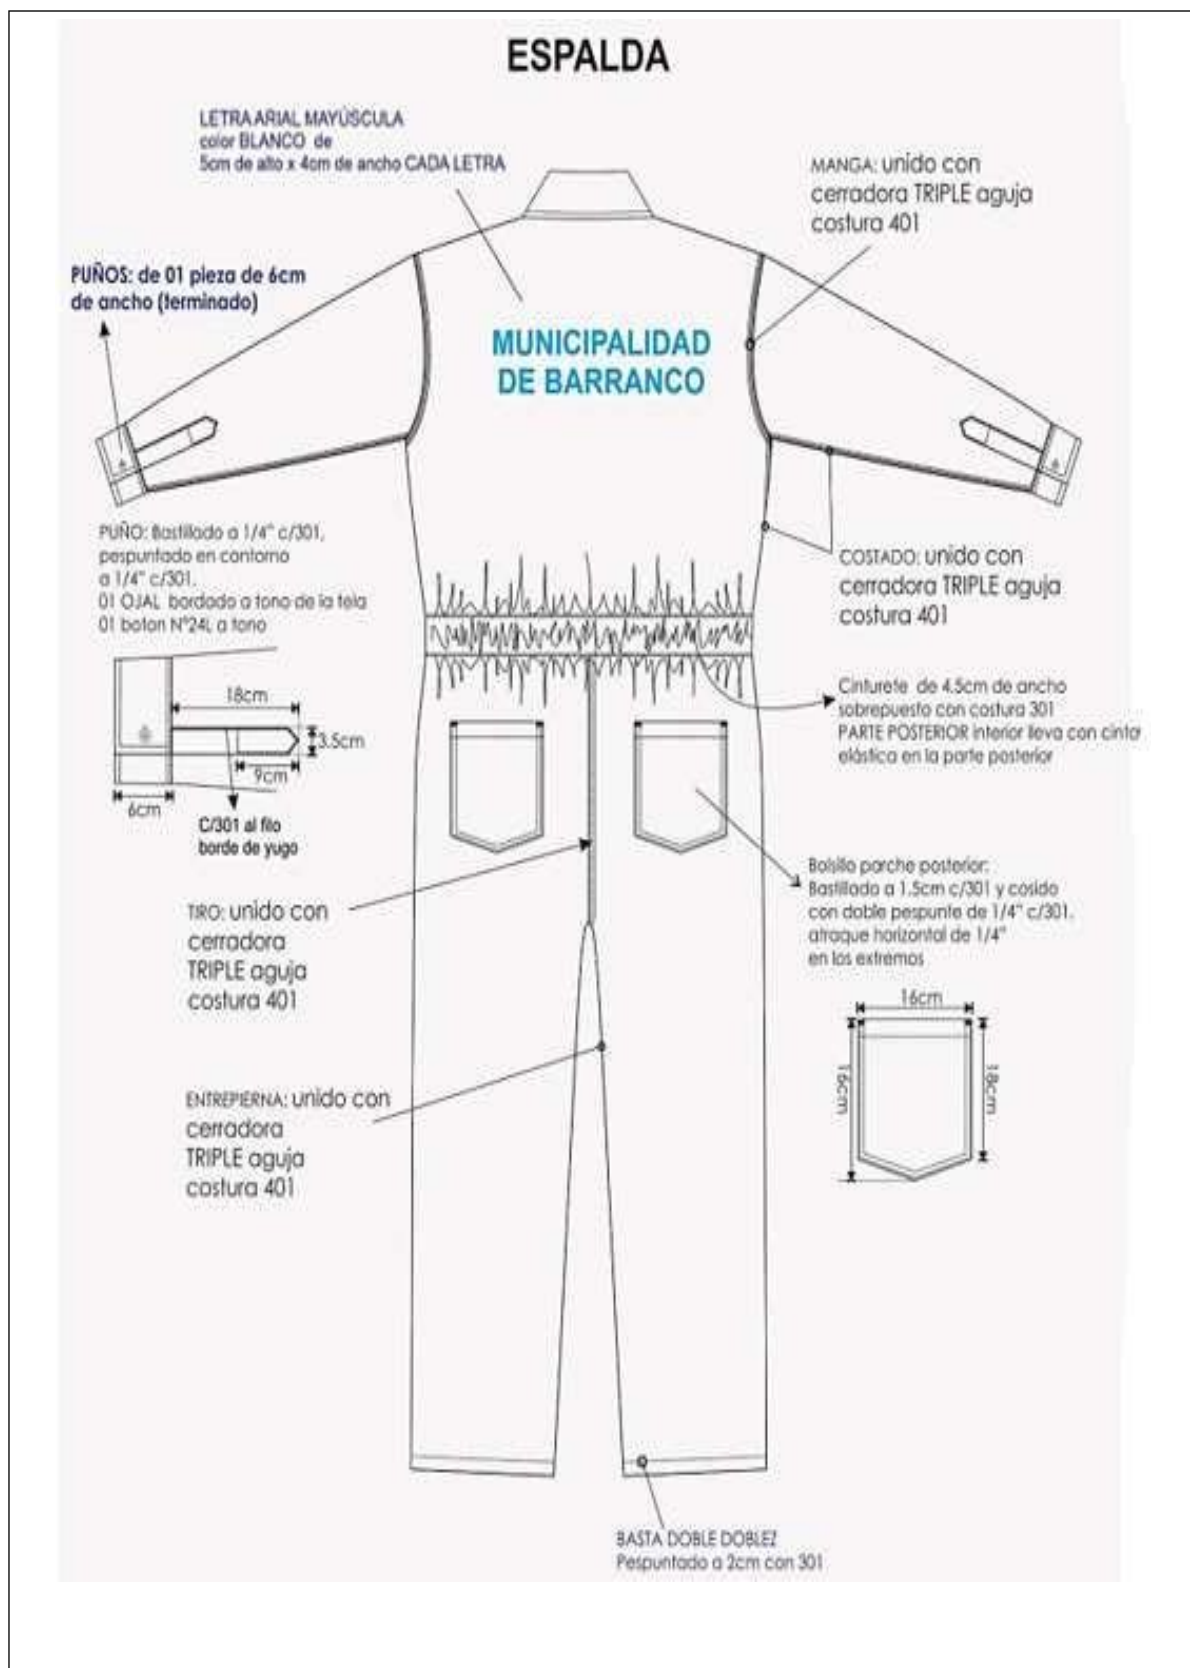 ESPALDA
LETRA ARIAL MAYÚSCULA
color BLANCO de
5cm de alto x 4cm de ancho CADA LETRA
MANGA: unido con
cerradora TRIPLE aguja
costura 401
PUÑOS: de 01 pieza de 6cm
de ancho (terminado)
MUNICIPALIDAD
DE BARRANCO
PUÑO: Bastillado a 1/4" c/301,
pespuntado en contorno
a 1/4" c/301.
01 OJAL bordado a tono de la tela
01 boton N°24L a tono
COSTADO: unido con
cerradora TRIPLE aguja
costura 401
18cm
3.5cm
9cm
6cm
C/301 al filo
borde de yugo
Cinturete de 4.5cm de ancho
sobrepuesto con costura 301
PARTE POSTERIOR interior lleva con cinta
elástica en la parte posterior
TIRO: unido con
cerradora
TRIPLE aguja
costura 401
Bolsillo parche posterior:
Bastillado a 1.5cm c/301 y cosido
con doble pespunte de 1/4" c/301.
atraque horizontal de 1/4"
en los extremos
16cm
16cm
18cm
ENTREPIERNA: unido con
cerradora
TRIPLE aguja
costura 401
BASTA DOBLE DOBLEZ
Pespuntado a 2cm con 301